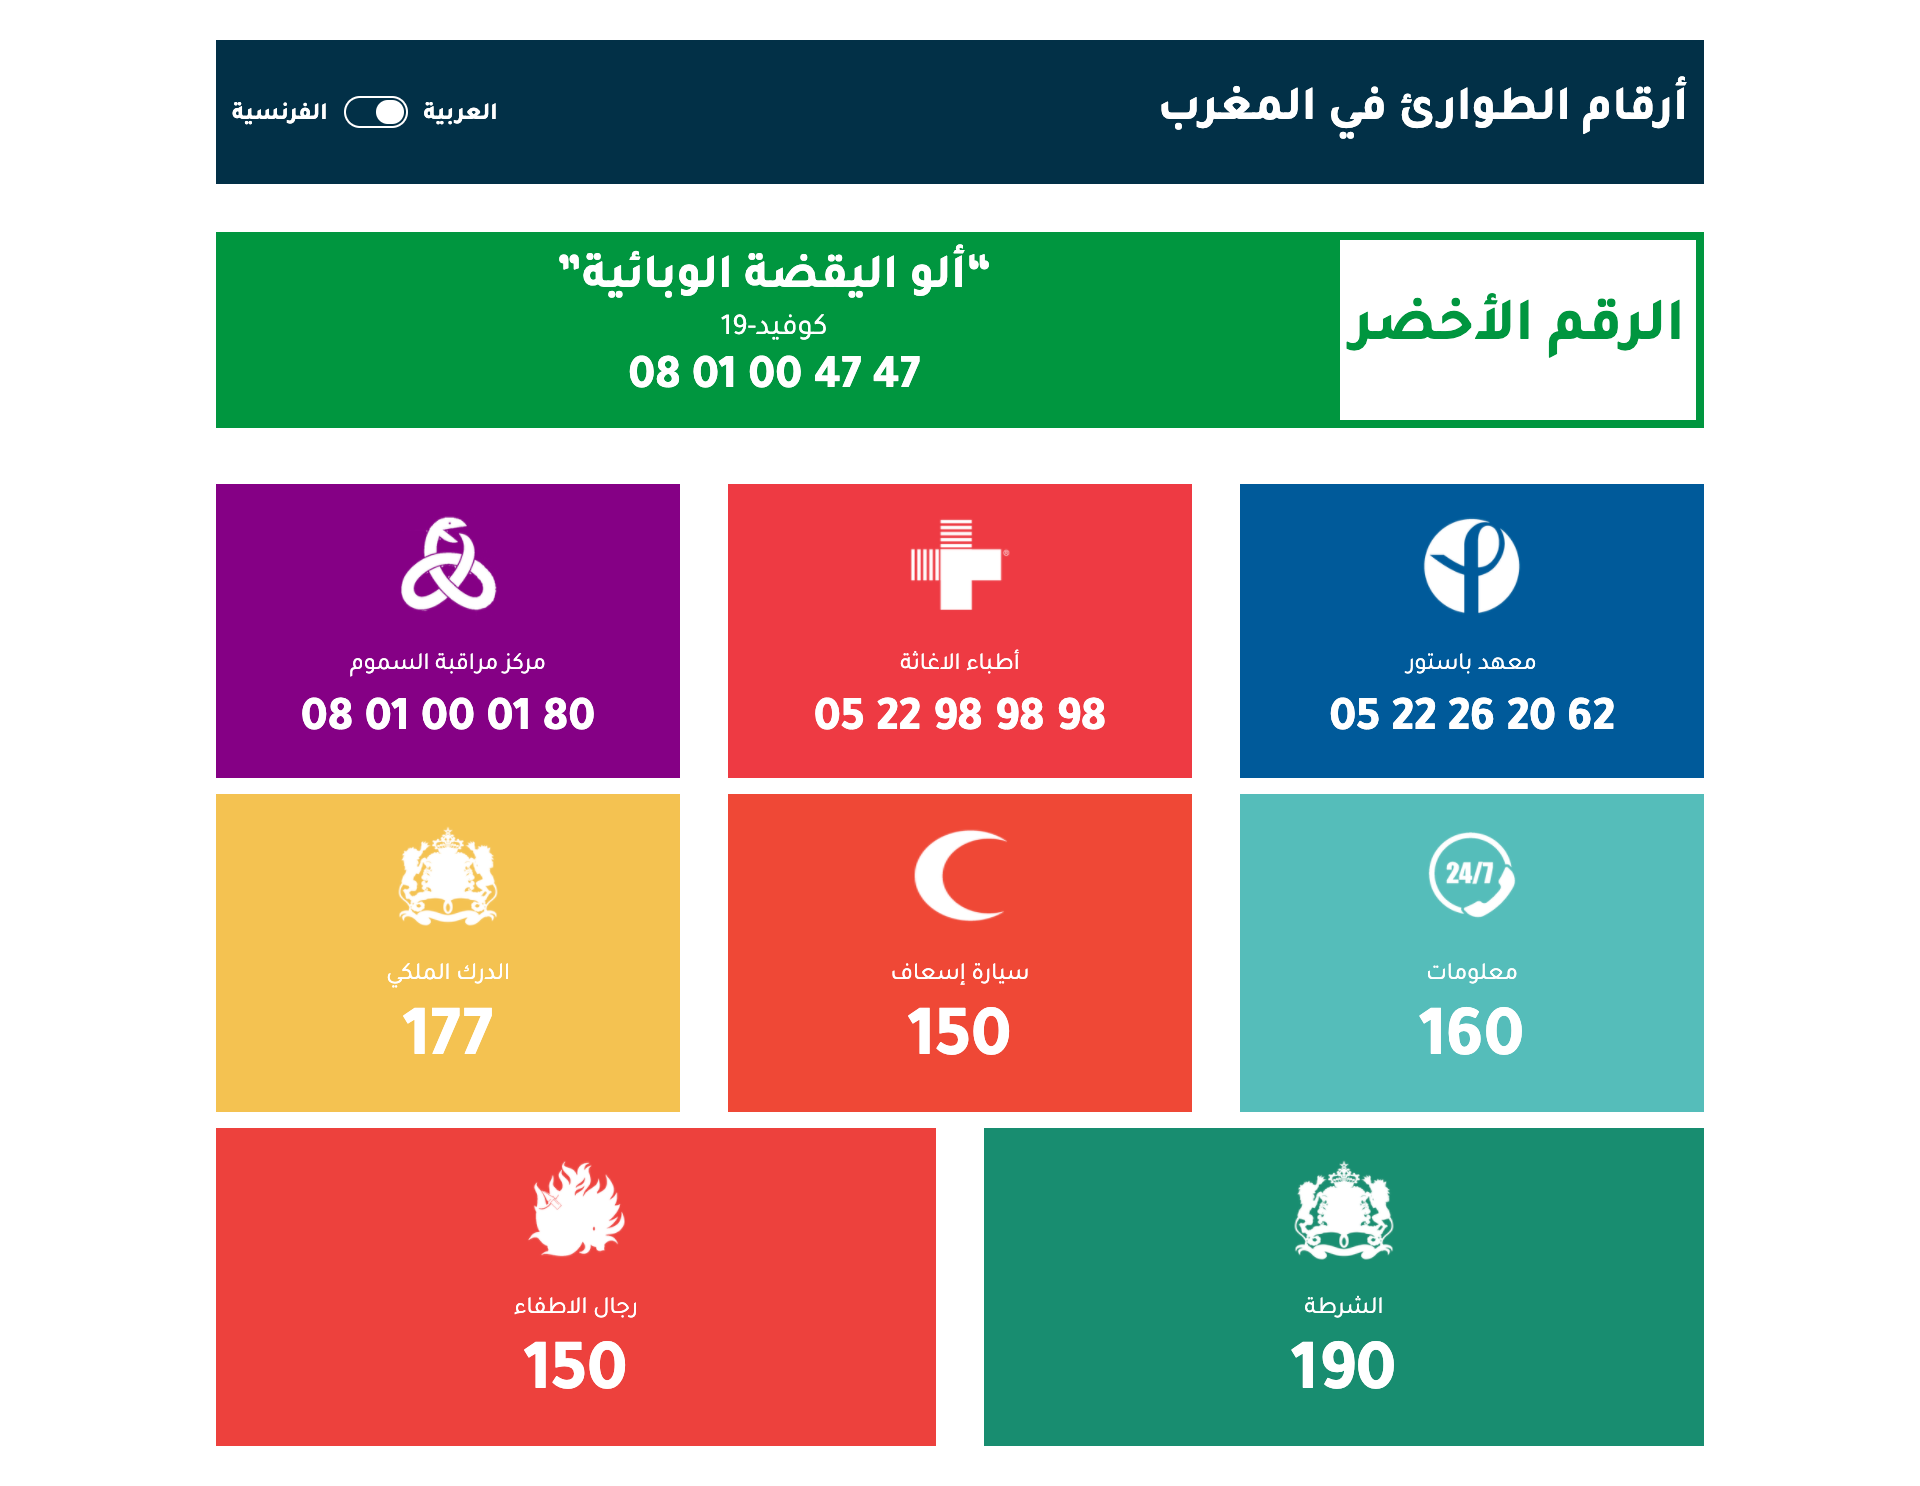 أرقام الطوارئ في المغرب
العربية
الفرنسية
الرقم الأخضر
“ألو اليقضة الوبائية”
كوفيد-19
08 01 00 47 47
معهد باستور
05 22 26 20 62
®
أطباء الاغاثة
05 22 98 98 98
مركز مراقبة السموم
08 01 00 01 80
24/7
معلومات
160
سيارة إسعاف
150
الدرك الملكي
177
الشرطة
190
رجال الاطفاء
150